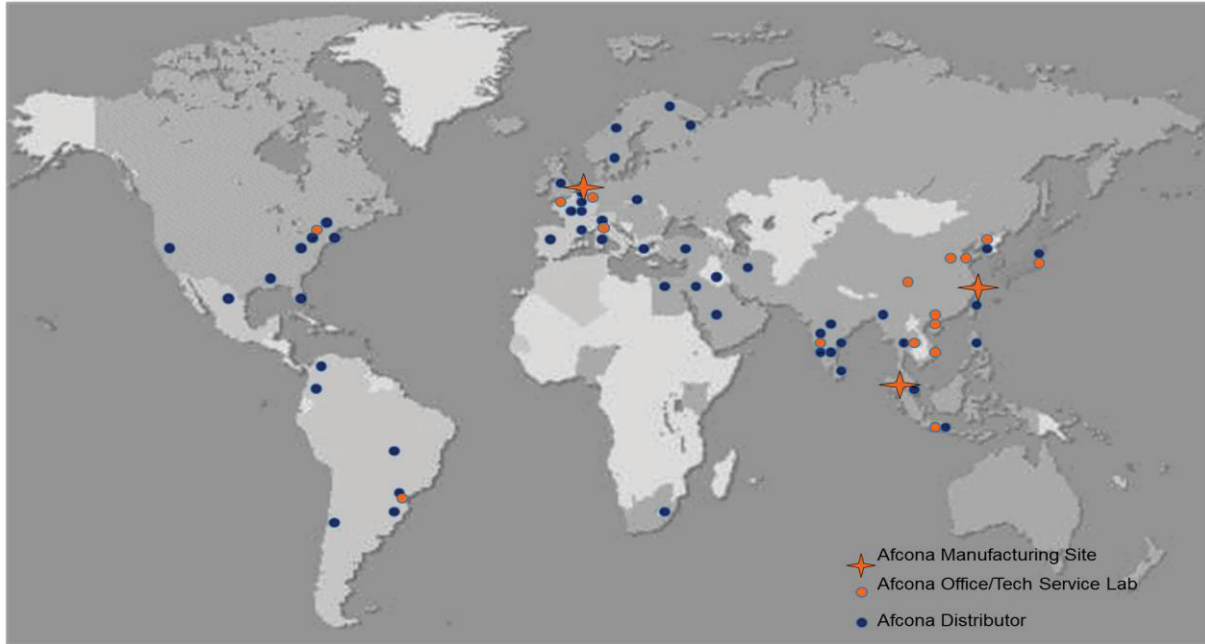 Afcona Manufacturing Site
Afcona Office/Tech Service Lab
Afcona Distributor